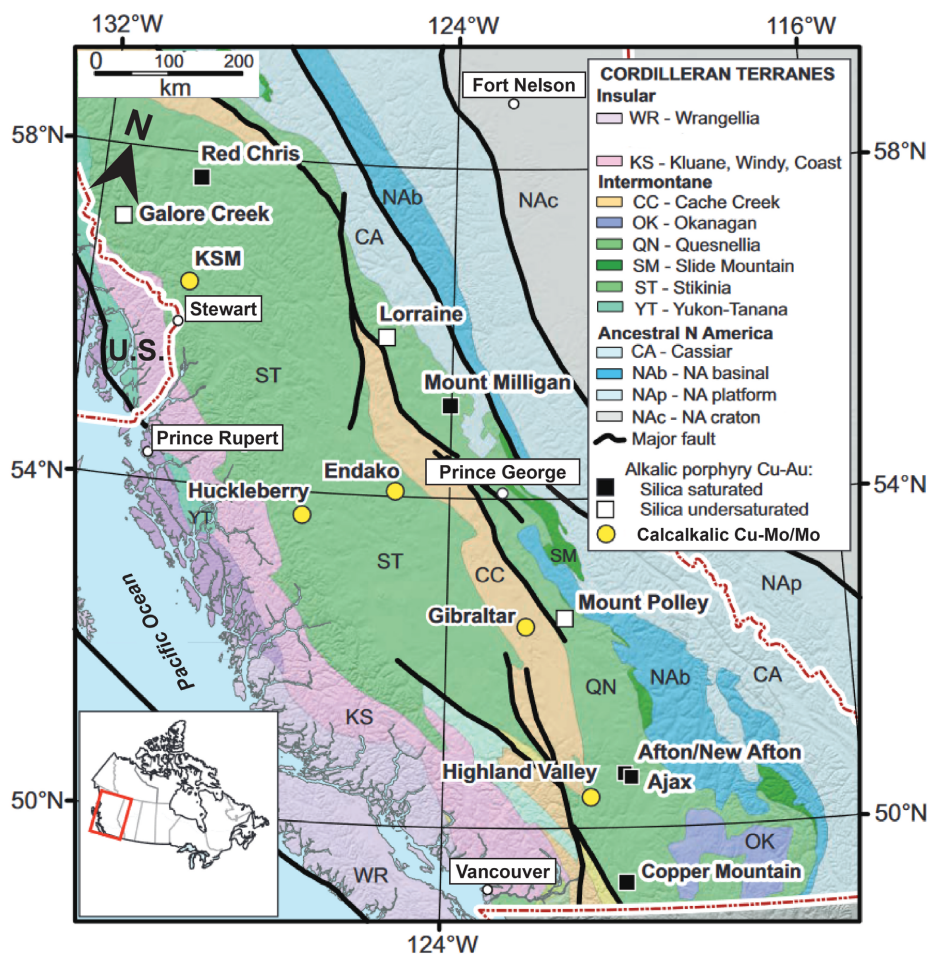 132°W
124°W
116°W
0 100 200
km
N
58°N
58°N
54°N
54°N
50°N
50°N
124°W
Fort Nelson
Red Chris
Galore Creek
KSM
Stewart
U.S.
Prince Rupert
ST
NAb
NAc
CA
Lorraine
Mount Milligan
Prince George
Endako
Huckleberry
YT
ST
CC
SM
Gibraltar
Mount Polley
NAp
CA
NAb
QN
KS
Pacific Ocean
Afton/New Afton
Ajax
Highland Valley
OK
WR
Vancouver
Copper Mountain
CORDILLERAN TERRANES
Insular
WR - Wrangellia
KS - Kluane, Windy, Coast
Intermontane
CC - Cache Creek
OK - Okanagan
QN - Quesnellia
SM - Slide Mountain
ST - Stikinia
YT - Yukon-Tanana
Ancestral N America
CA - Cassiar
NAb - NA basinal
NAp - NA platform
NAc - NA craton
Major fault
Alkalic porphyry Cu-Au:
Silica saturated
Silica undersaturated
Calcalkalic Cu-Mo/Mo